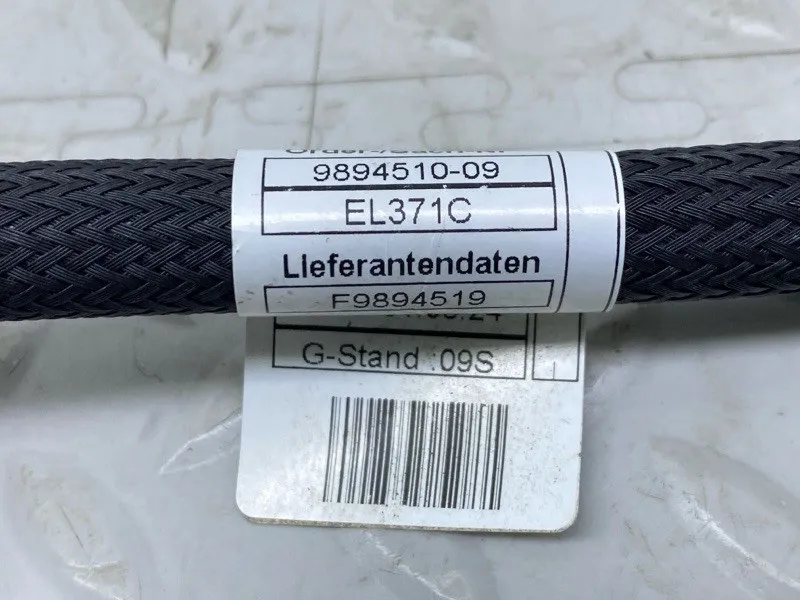 9894510-09
EL371C
Lieferantendaten
F9894519
G-Stand :09S